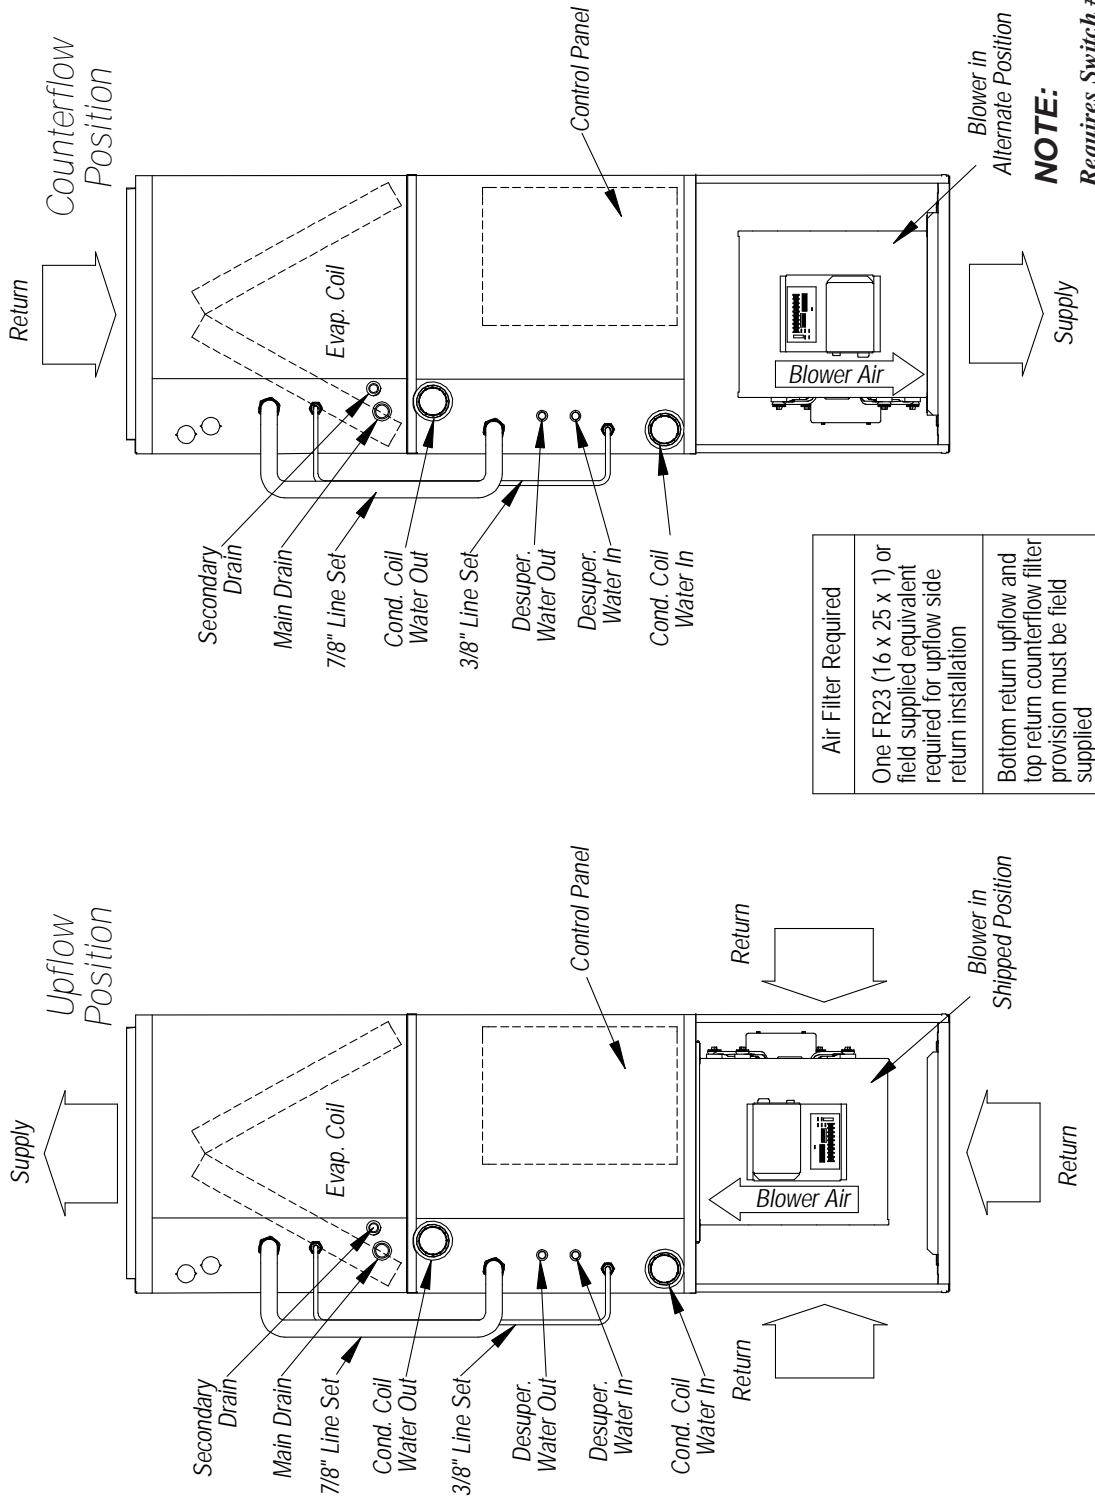 Upflow
Position
Supply
Evap. Coil
Secondary
Drain
Main Drain
7/8" Line Set
Cond. Coil
Water Out
3/8" Line Set
Desuper.
Water Out
Desuper.
Water In
Cond. Coil
Water In
Control Panel
Return
Return
Blower Air
Blower in
Shipped Position
Return
Counterflow
Position
Return
Evap. Coil
Secondary
Drain
Main Drain
7/8" Line Set
Cond. Coil
Water Out
3/8" Line Set
Desuper.
Water Out
Desuper.
Water In
Cond. Coil
Water In
Control Panel
Blower Air
Blower in
Alternate Position
Supply
Air Filter Required
One FR23 (16 x 25 x 1) or
field supplied equivalent
required for upflow side
return installation
Bottom return upflow and
top return counterflow filter
provision must be field
supplied
NOTE:
Requires Switch #